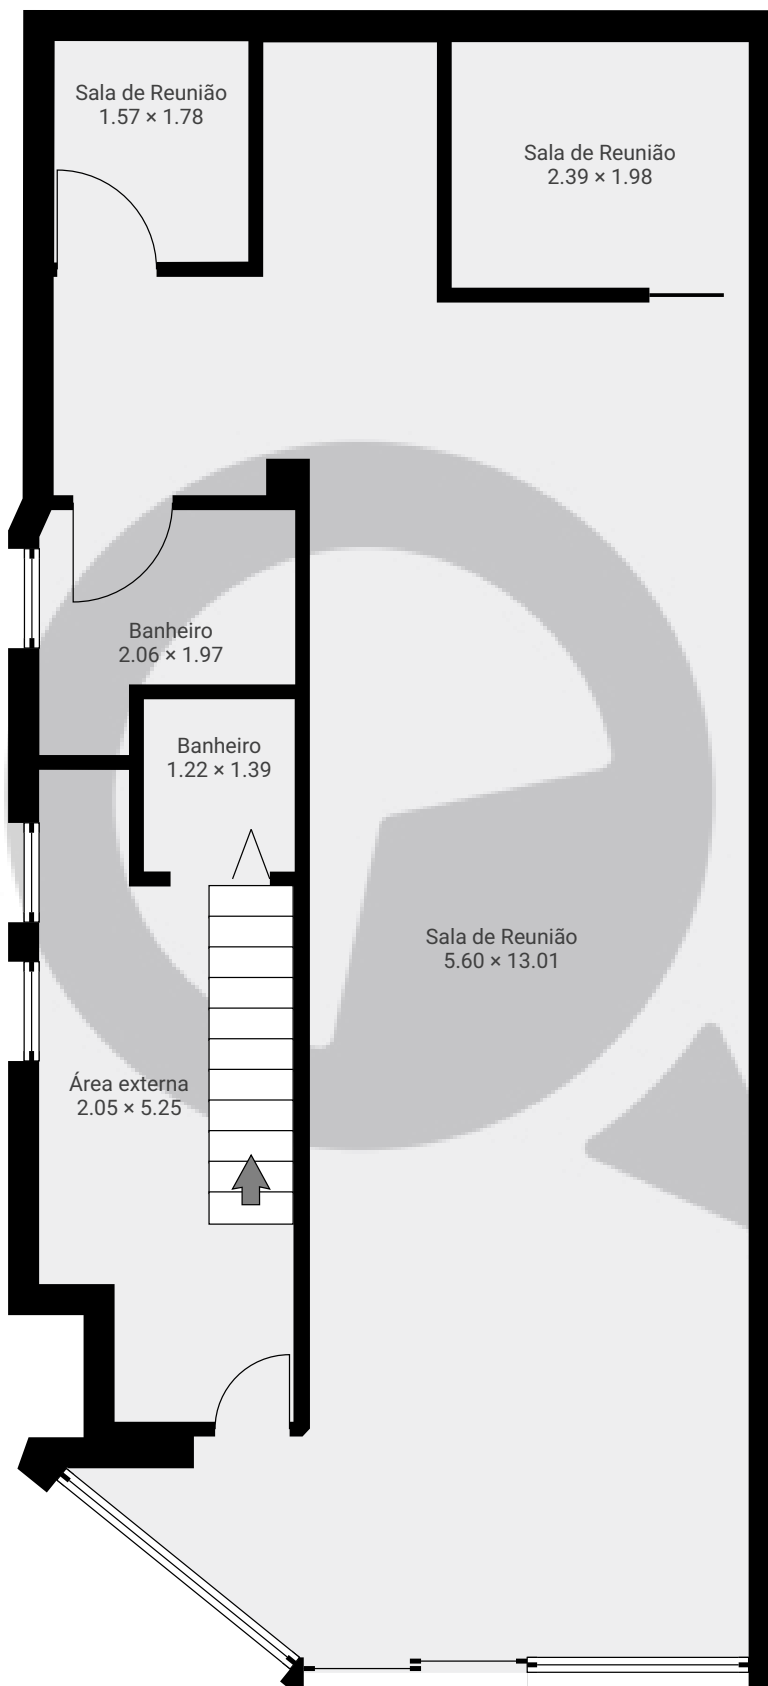 Sala de Reunião
1.57 × 1.78
Sala de Reunião
2.39 × 1.98
Banheiro
2.06 × 1.97
Banheiro
1.22 × 1.39
Sala de Reunião
5.60 × 13.01
Área externa
2.05 × 5.25